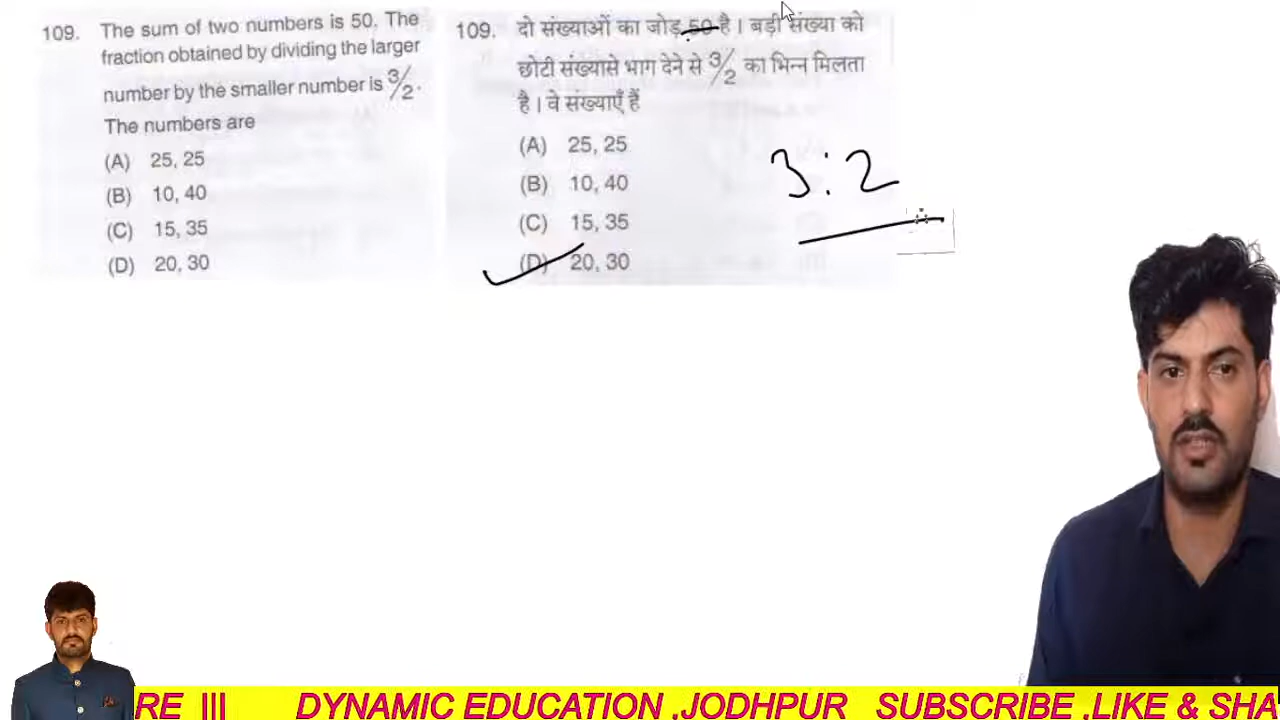 109. The sum of two numbers is 50. The
fraction obtained by dividing the larger
number by the smaller number is 3/2.
The numbers are
(A) 25, 25
(B) 10, 40
(C) 15, 35
(D) 20, 30
109. दो संख्याओं का जोड़ 50 है। बड़ी संख्या को
छोटी संख्यासे भाग देने से 3/2 का भिन्न मिलता
है। वे संख्याएँ हैं
(A) 25, 25
(B) 10, 40
(C) 15, 35
(D) 20, 30
3:2
RE ||| DYNAMIC EDUCATION ,JODHPUR SUBSCRIBE ,LIKE & SHA